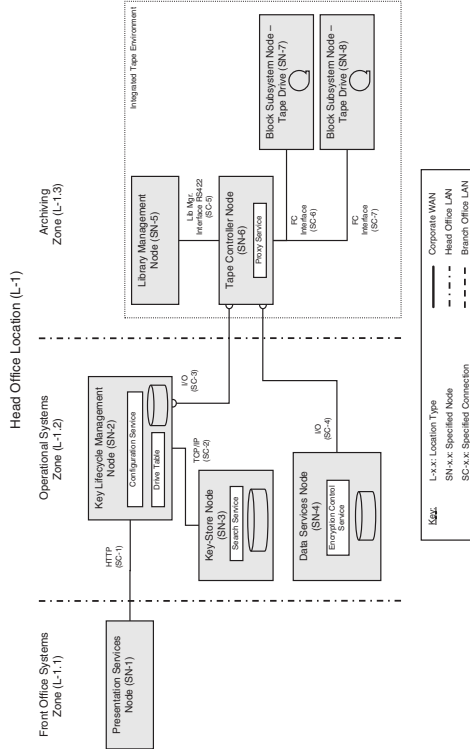 Head Office Location (L-1)
Front Office Systems
Zone (L-1.1)
Operational Systems
Zone (L-1.2)
Archiving
Zone (L-1.3)
Presentation Services
Node (SN-1)
HTTP
(SC-1)
Key Lifecycle Management
Node (SN-2)
Configuration Service
Drive Table
TCP/IP
(SC-2)
I/O
(SC-3)
Key-Store Node
(SN-3)
Search Service
Data Services Node
(SN-4)
Encryption Control
Service
I/O
(SC-4)
Integrated Tape Environment
Library Management
Node (SN-5)
Lib Mgr.
Interface RS422
(SC-5)
Tape Controller Node
(SN-6)
Proxy Service
FC
Interface
(SC-6)
FC
Interface
(SC-7)
Block Subsystem Node –
Tape Drive (SN-7)
Block Subsystem Node –
Tape Drive (SN-8)
Key:
L-x.x: Location Type
SN-x.x: Specified Node
SC-x.x: Specified Connection
Corporate WAN
Head Office LAN
Branch Office LAN